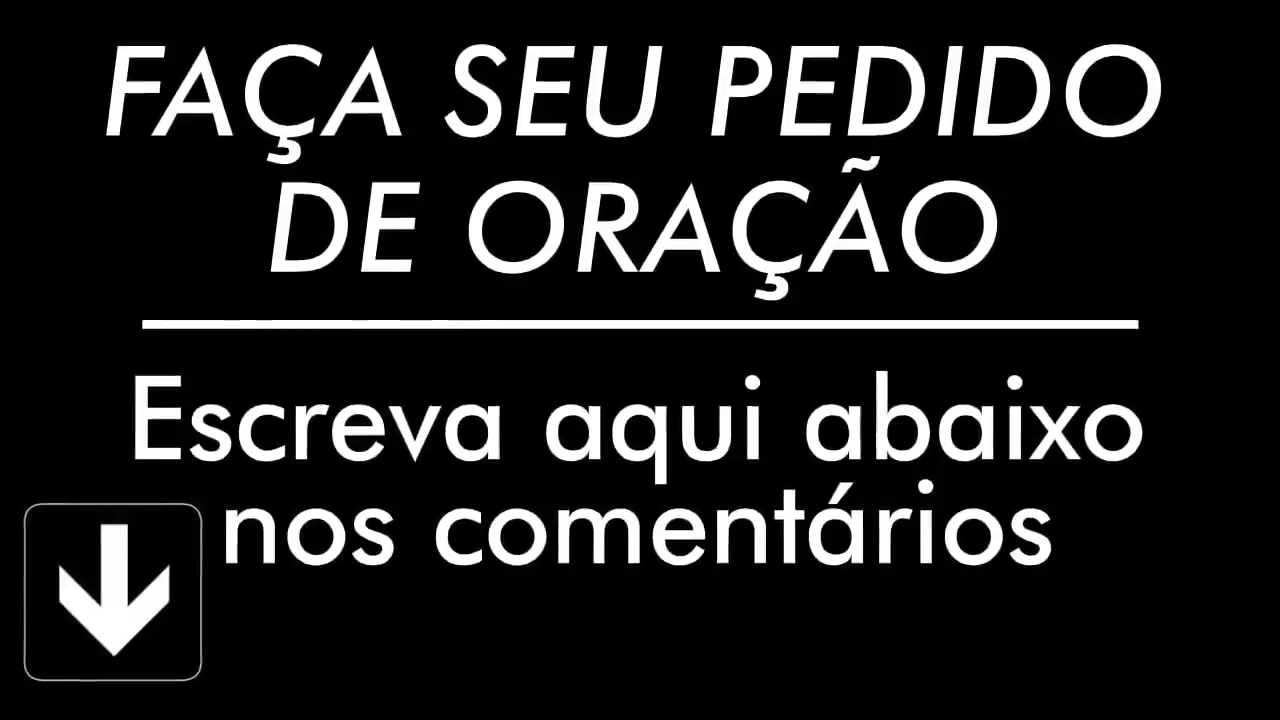 FAÇA SEU PEDIDO
DE ORAÇÃO
Escreva aqui abaixo
nos comentários